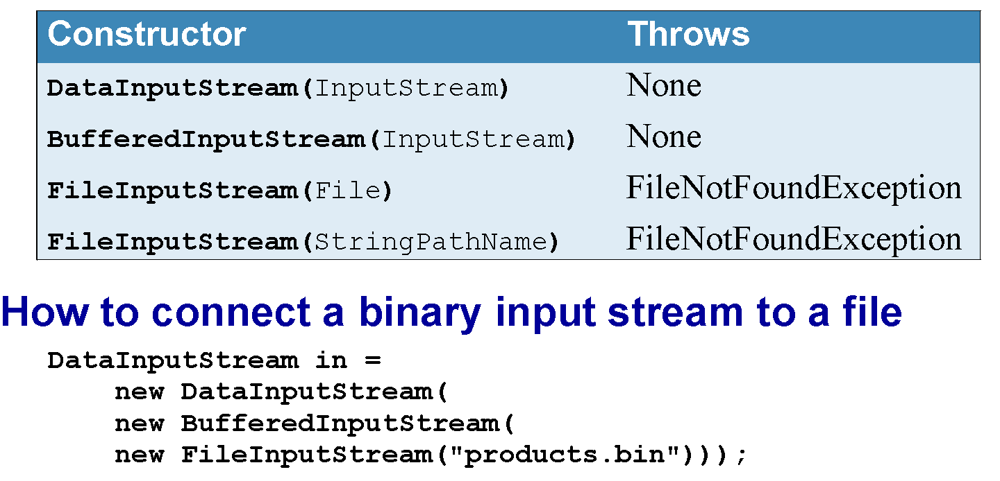 Constructor Throws
DataInputStream(InputStream) None
BufferedInputStream(InputStream) None
FileInputStream(File) FileNotFoundException
FileInputStream(StringPathName) FileNotFoundException
How to connect a binary input stream to a file
DataInputStream in =
new DataInputStream(
new BufferedInputStream(
new FileInputStream("products.bin")));